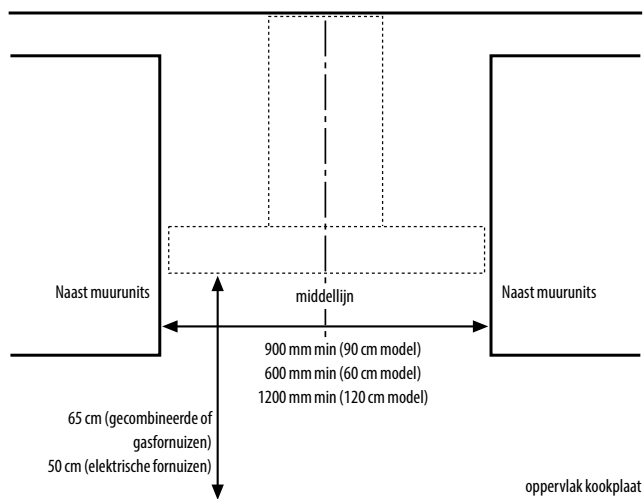 Naast muurunits
middellijn
Naast muurunits
900 mm min (90 cm model)
600 mm min (60 cm model)
1200 mm min (120 cm model)
65 cm (gecombineerde of
gasfornuizen)
50 cm (elektrische fornuizen)
oppervlak kookplaat